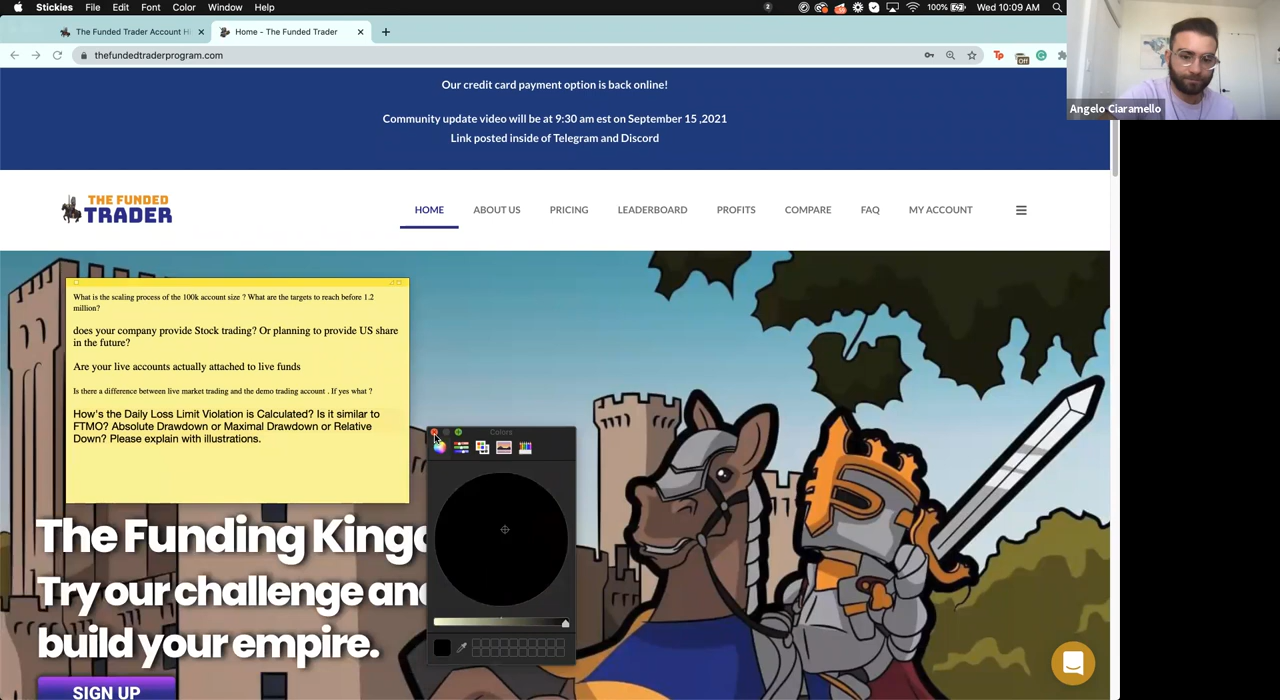 Stickies File Edit Font Color Window Help
100% Wed 10:09 AM
The Funded Trader Account Hi
Home - The Funded Trader
thefundedtraderprogram.com
Tp
Off
Our credit card payment option is back online!
Community update video will be at 9:30 am est on September 15 ,2021
Link posted inside of Telegram and Discord
Angelo Ciaramello
THE FUNDED
TRADER
HOME ABOUT US PRICING LEADERBOARD PROFITS COMPARE FAQ MY ACCOUNT
What is the scaling process of the 100k account size ? What are the targets to reach before 1.2
million?
does your company provide Stock trading? Or planning to provide US share
in the future?
Are your live accounts actually attached to live funds
Is there a difference between live market trading and the demo trading account . If yes what ?
How's the Daily Loss Limit Violation is Calculated? Is it similar to
FTMO? Absolute Drawdown or Maximal Drawdown or Relative
Down? Please explain with illustrations.
Colors
The Funding Kingd
Try our challenge and
build your empire.
SIGN UP